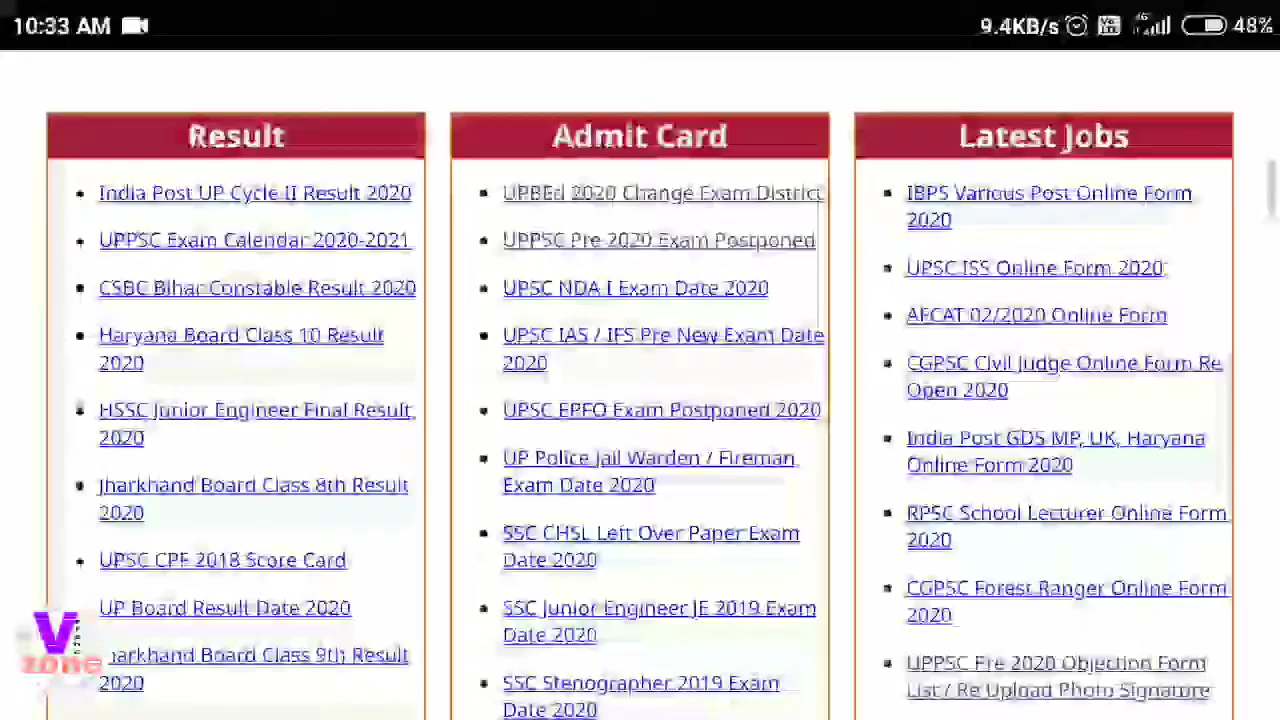 10:33 AM
9.4KB/s 4G 48%
Result
India Post UP Cycle II Result 2020
UPPSC Exam Calendar 2020-2021
CSBC Bihar Constable Result 2020
Haryana Board Class 10 Result
2020
HSSC Junior Engineer Final Result
2020
Jharkhand Board Class 8th Result
2020
UPSC CPF 2018 Score Card
UP Board Result Date 2020
arkhand Board Class 9th Result
2020
Admit Card
UPBEd 2020 Change Exam District
UPPSC Pre 2020 Exam Postponed
UPSC NDA I Exam Date 2020
UPSC IAS / IFS Pre New Exam Date
2020
UPSC EPFO Exam Postponed 2020
UP Police Jail Warden / Fireman
Exam Date 2020
SSC CHSL Left Over Paper Exam
Date 2020
SSC Junior Engineer JE 2019 Exam
Date 2020
SSC Stenographer 2019 Exam
Date 2020
Latest Jobs
IBPS Various Post Online Form
2020
UPSC ISS Online Form 2020
AFCAT 02/2020 Online Form
CGPSC Civil Judge Online Form Re
Open 2020
India Post GDS MP, UK, Haryana
Online Form 2020
RPSC School Lecturer Online Form
2020
CGPSC Forest Ranger Online Form
2020
UPPSC Pre 2020 Objection Form
List / Re Upload Photo Signature
V
zone